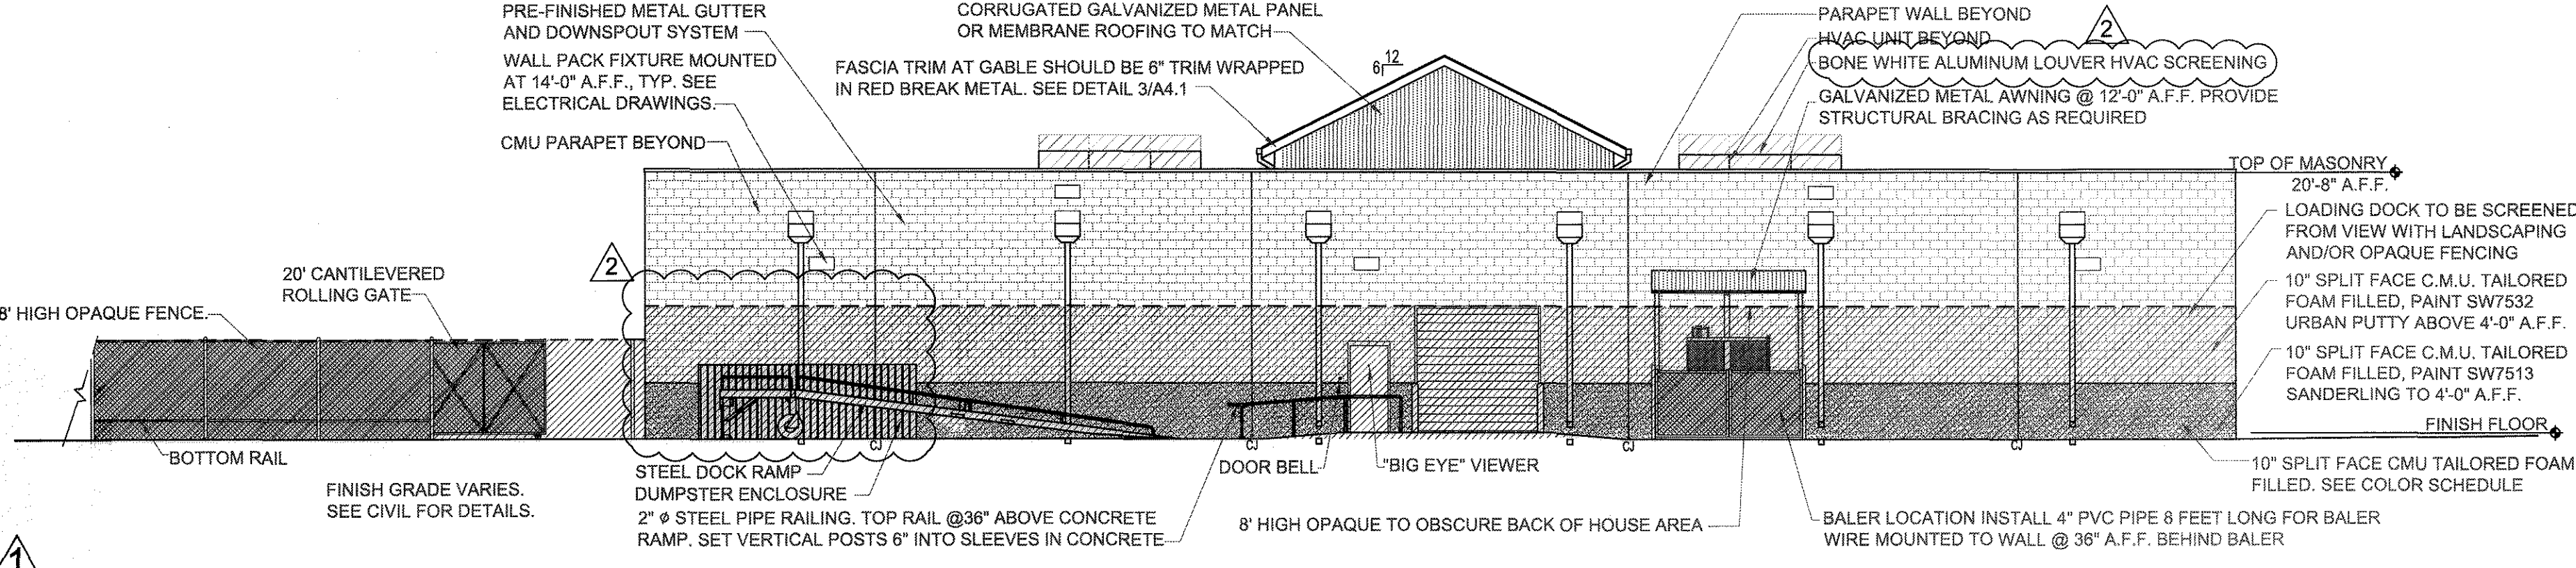 PRE-FINISHED METAL GUTTER
AND DOWNSPOUT SYSTEM
WALL PACK FIXTURE MOUNTED
AT 14'-0" A.F.F., TYP. SEE
ELECTRICAL DRAWINGS.
CMU PARAPET BEYOND
CORRUGATED GALVANIZED METAL PANEL
OR MEMBRANE ROOFING TO MATCH
FASCIA TRIM AT GABLE SHOULD BE 6" TRIM WRAPPED
IN RED BREAK METAL. SEE DETAIL 3/A4.1
12
6
PARAPET WALL BEYOND
2
HVAC UNIT BEYOND
BONE WHITE ALUMINUM LOUVER HVAC SCREENING
GALVANIZED METAL AWNING @ 12'-0" A.F.F. PROVIDE
STRUCTURAL BRACING AS REQUIRED
TOP OF MASONRY
20'-8" A.F.F.
LOADING DOCK TO BE SCREENED
FROM VIEW WITH LANDSCAPING
AND/OR OPAQUE FENCING
10" SPLIT FACE C.M.U. TAILORED
FOAM FILLED, PAINT SW7532
URBAN PUTTY ABOVE 4'-0" A.F.F.
10" SPLIT FACE C.M.U. TAILORED
FOAM FILLED, PAINT SW7513
SANDERLING TO 4'-0" A.F.F.
FINISH FLOOR
10" SPLIT FACE CMU TAILORED FOAM
FILLED. SEE COLOR SCHEDULE
2
20' CANTILEVERED
ROLLING GATE
8' HIGH OPAQUE FENCE.
BOTTOM RAIL
FINISH GRADE VARIES.
SEE CIVIL FOR DETAILS.
STEEL DOCK RAMP
DUMPSTER ENCLOSURE
2" ø STEEL PIPE RAILING. TOP RAIL @36" ABOVE CONCRETE
RAMP. SET VERTICAL POSTS 6" INTO SLEEVES IN CONCRETE
DOOR BELL
"BIG EYE" VIEWER
8' HIGH OPAQUE TO OBSCURE BACK OF HOUSE AREA
BALER LOCATION INSTALL 4" PVC PIPE 8 FEET LONG FOR BALER
WIRE MOUNTED TO WALL @ 36" A.F.F. BEHIND BALER
1